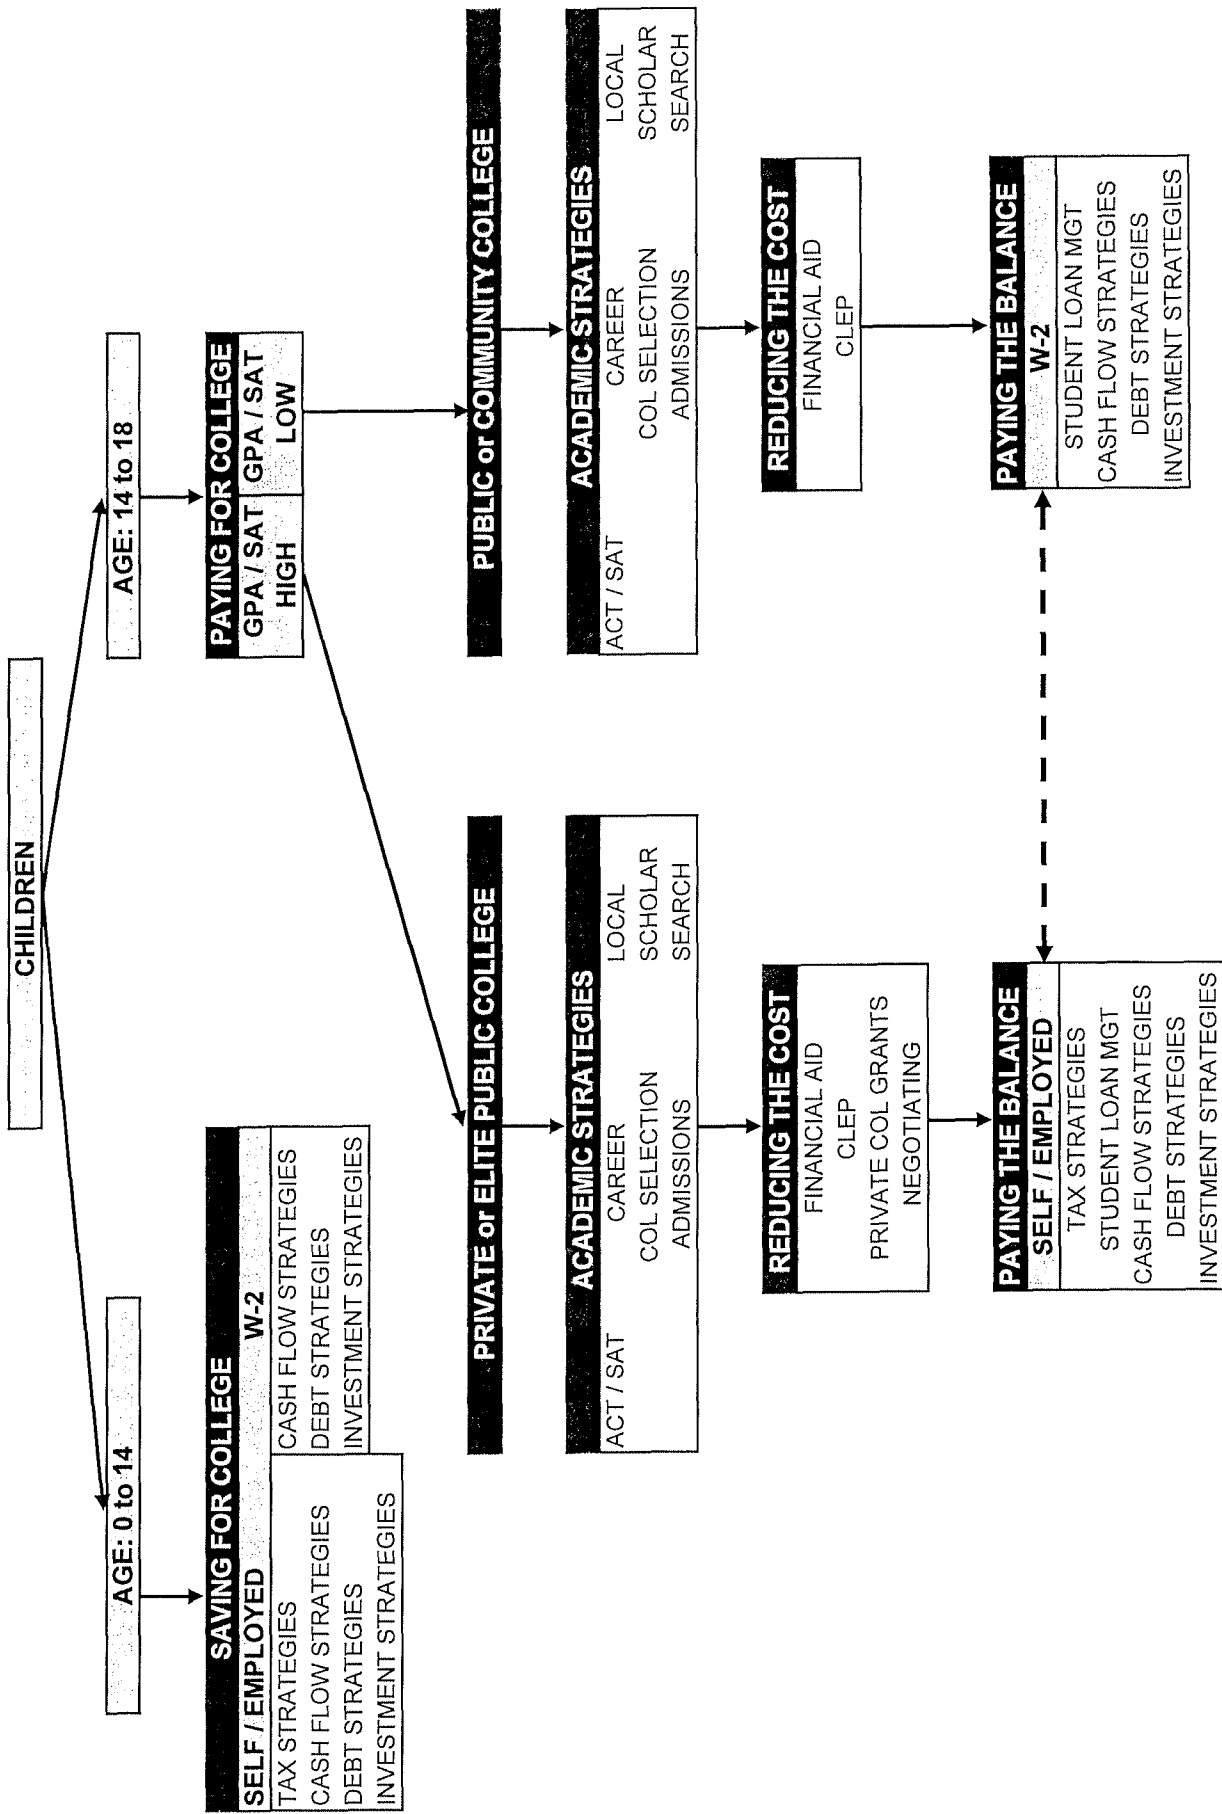 CHILDREN
AGE: 0 to 14
AGE: 14 to 18
SAVING FOR COLLEGE
SELF / EMPLOYED W-2
TAX STRATEGIES
CASH FLOW STRATEGIES
DEBT STRATEGIES
INVESTMENT STRATEGIES
CASH FLOW STRATEGIES
DEBT STRATEGIES
INVESTMENT STRATEGIES
PAYING FOR COLLEGE
GPA / SAT GPA / SAT
HIGH LOW
PRIVATE or ELITE PUBLIC COLLEGE
ACADEMIC STRATEGIES
ACT / SAT CAREER LOCAL
COL SELECTION SCHOLAR
ADMISSIONS SEARCH
REDUCING THE COST
FINANCIAL AID
CLEP
PRIVATE COL GRANTS
NEGOTIATING
PAYING THE BALANCE
SELF / EMPLOYED
TAX STRATEGIES
STUDENT LOAN MGT
CASH FLOW STRATEGIES
DEBT STRATEGIES
INVESTMENT STRATEGIES
PUBLIC or COMMUNITY COLLEGE
ACADEMIC STRATEGIES
ACT / SAT CAREER LOCAL
COL SELECTION SCHOLAR
ADMISSIONS SEARCH
REDUCING THE COST
FINANCIAL AID
CLEP
PAYING THE BALANCE
W-2
STUDENT LOAN MGT
CASH FLOW STRATEGIES
DEBT STRATEGIES
INVESTMENT STRATEGIES